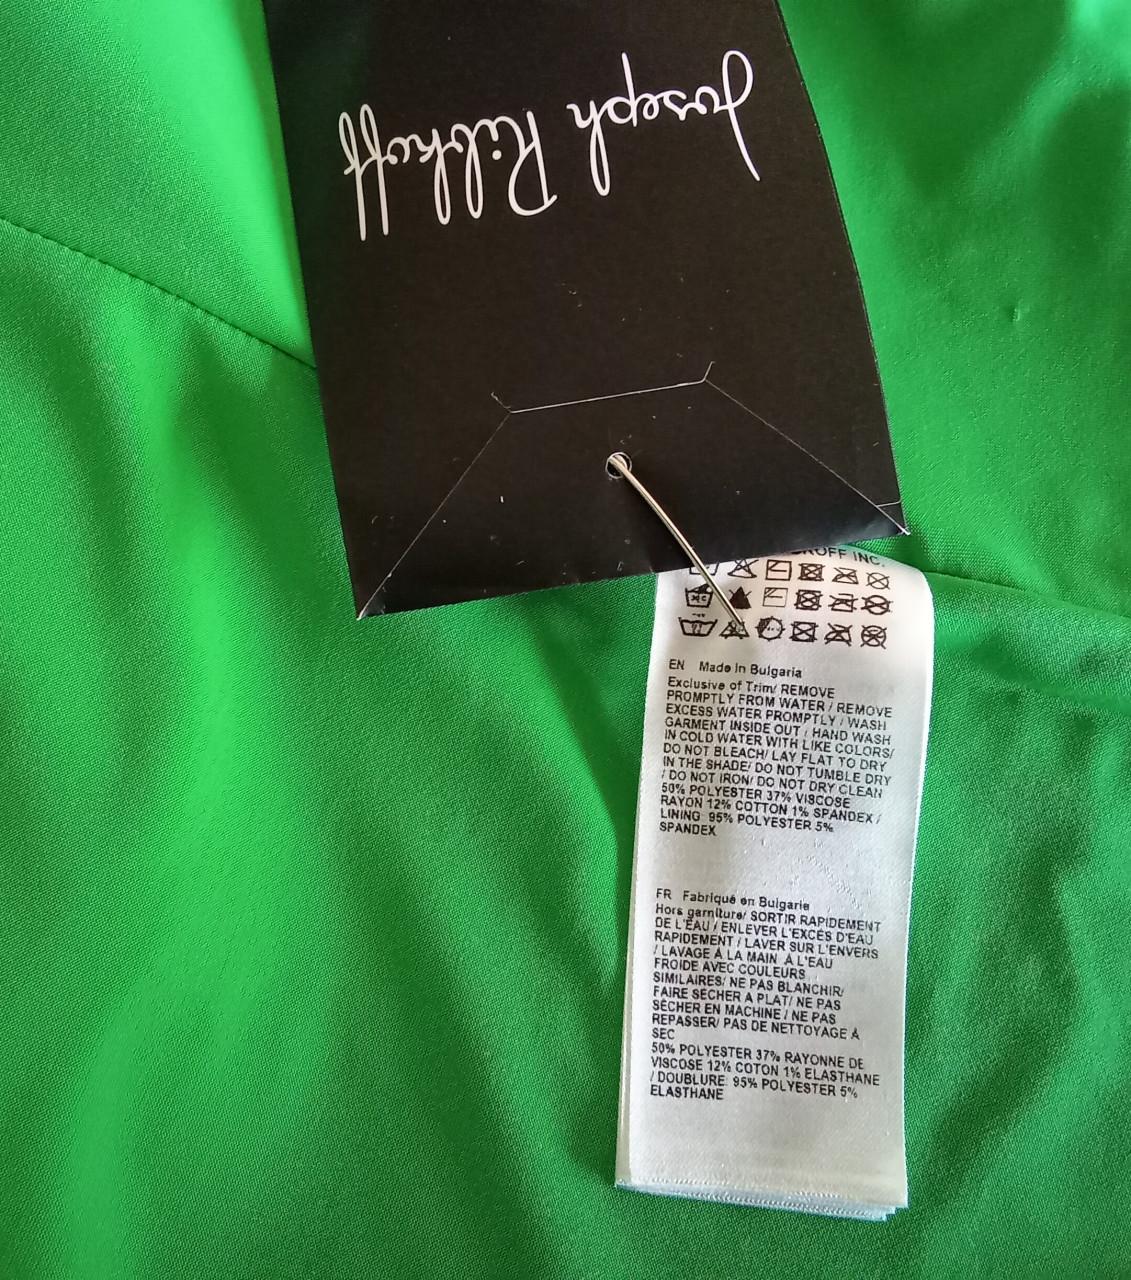 Joseph Ribkoff
KOFF INC.
EN Made in Bulgaria
Exclusive of Trim/ REMOVE
PROMPTLY FROM WATER / REMOVE
EXCESS WATER PROMPTLY / WASH
GARMENT INSIDE OUT / HAND WASH
IN COLD WATER WITH LIKE COLORS/
DO NOT BLEACH/ LAY FLAT TO DRY
IN THE SHADE/ DO NOT TUMBLE DRY
/ DO NOT IRON/ DO NOT DRY CLEAN
50% POLYESTER 37% VISCOSE
RAYON 12% COTTON 1% SPANDEX /
LINING: 95% POLYESTER 5%
SPANDEX
FR Fabriqué en Bulgarie
Hors garniture/ SORTIR RAPIDEMENT
DE L'EAU / ENLEVER L'EXCÈS D'EAU
RAPIDEMENT / LAVER SUR L'ENVERS
/ LAVAGE À LA MAIN À L'EAU
FROIDE AVEC COULEURS
SIMILAIRES/ NE PAS BLANCHIR/
FAIRE SÉCHER À PLAT/ NE PAS
SÉCHER EN MACHINE / NE PAS
REPASSER/ PAS DE NETTOYAGE À
SEC
50% POLYESTER 37% RAYONNE DE
VISCOSE 12% COTON 1% ELASTHANE
/ DOUBLURE: 95% POLYESTER 5%
ELASTHANE